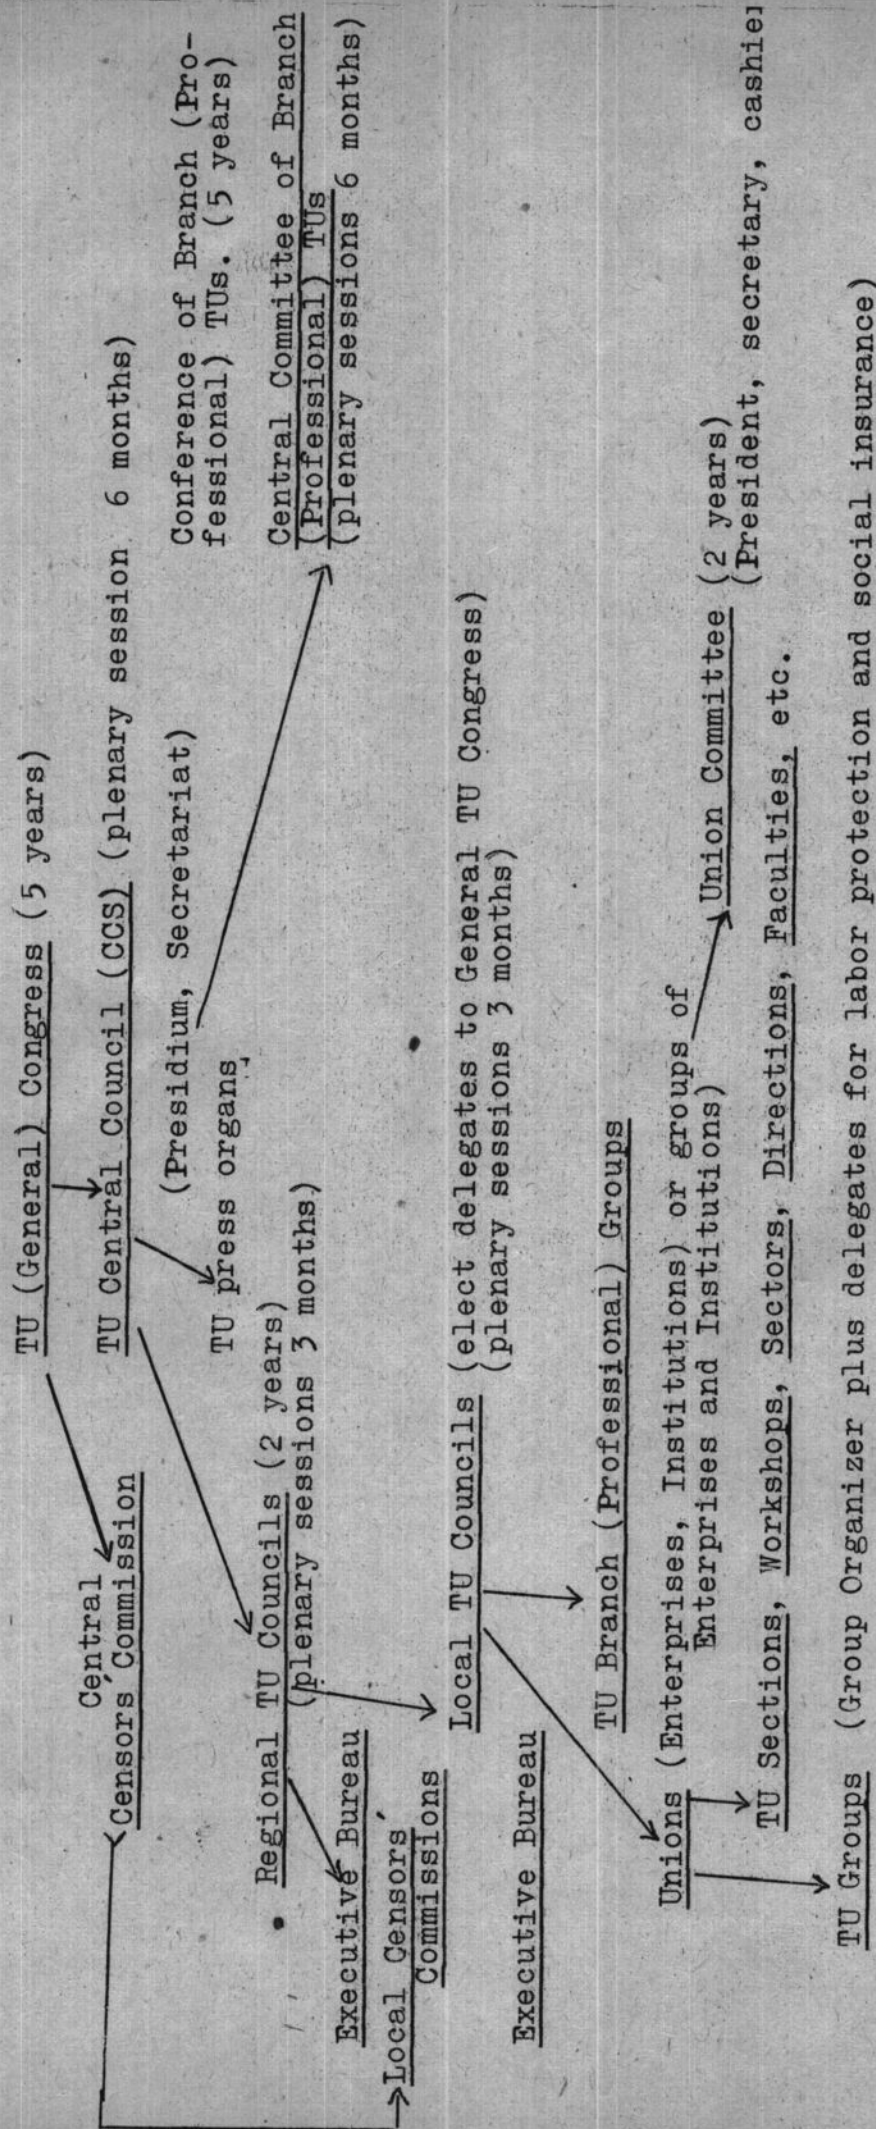 TU (General) Congress (5 years)
Central
Censors' Commission
TU Central Council (CCS) (plenary session 6 months)
(Presidium, Secretariat)
TU press organs
Conference of Branch (Pro-
fessional) TUs. (5 years)
Central Committee of Branch
(Professional) TUs
(plenary sessions 6 months)
Regional TU Councils (2 years)
(plenary sessions 3 months)
Executive Bureau
Local Censors'
Commissions
Local TU Councils (elect delegates to General TU Congress)
(plenary sessions 3 months)
Executive Bureau
TU Branch (Professional) Groups
Unions (Enterprises, Institutions) or groups of
Enterprises and Institutions)
Union Committee (2 years)
(President, secretary, cashier
TU Sections, Workshops, Sectors, Directions, Faculties, etc.
TU Groups (Group Organizer plus delegates for labor protection and social insurance)